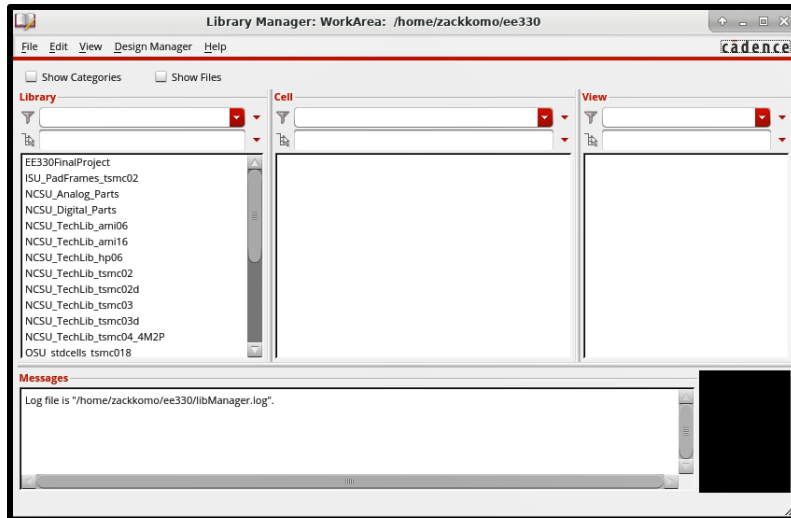 Library Manager: WorkArea: /home/zackkomo/ee330
File Edit View Design Manager Help
cādence
Show Categories Show Files
Library Cell View
EE330FinalProject
ISU_PadFrames_tsmc02
NCSU_Analog_Parts
NCSU_Digital_Parts
NCSU_TechLib_ami06
NCSU_TechLib_ami16
NCSU_TechLib_hp06
NCSU_TechLib_tsmc02
NCSU_TechLib_tsmc02d
NCSU_TechLib_tsmc03
NCSU_TechLib_tsmc03d
NCSU_TechLib_tsmc04_4M2P
OSU_stdcells_tsmc018
Messages
Log file is "/home/zackkomo/ee330/libManager.log".